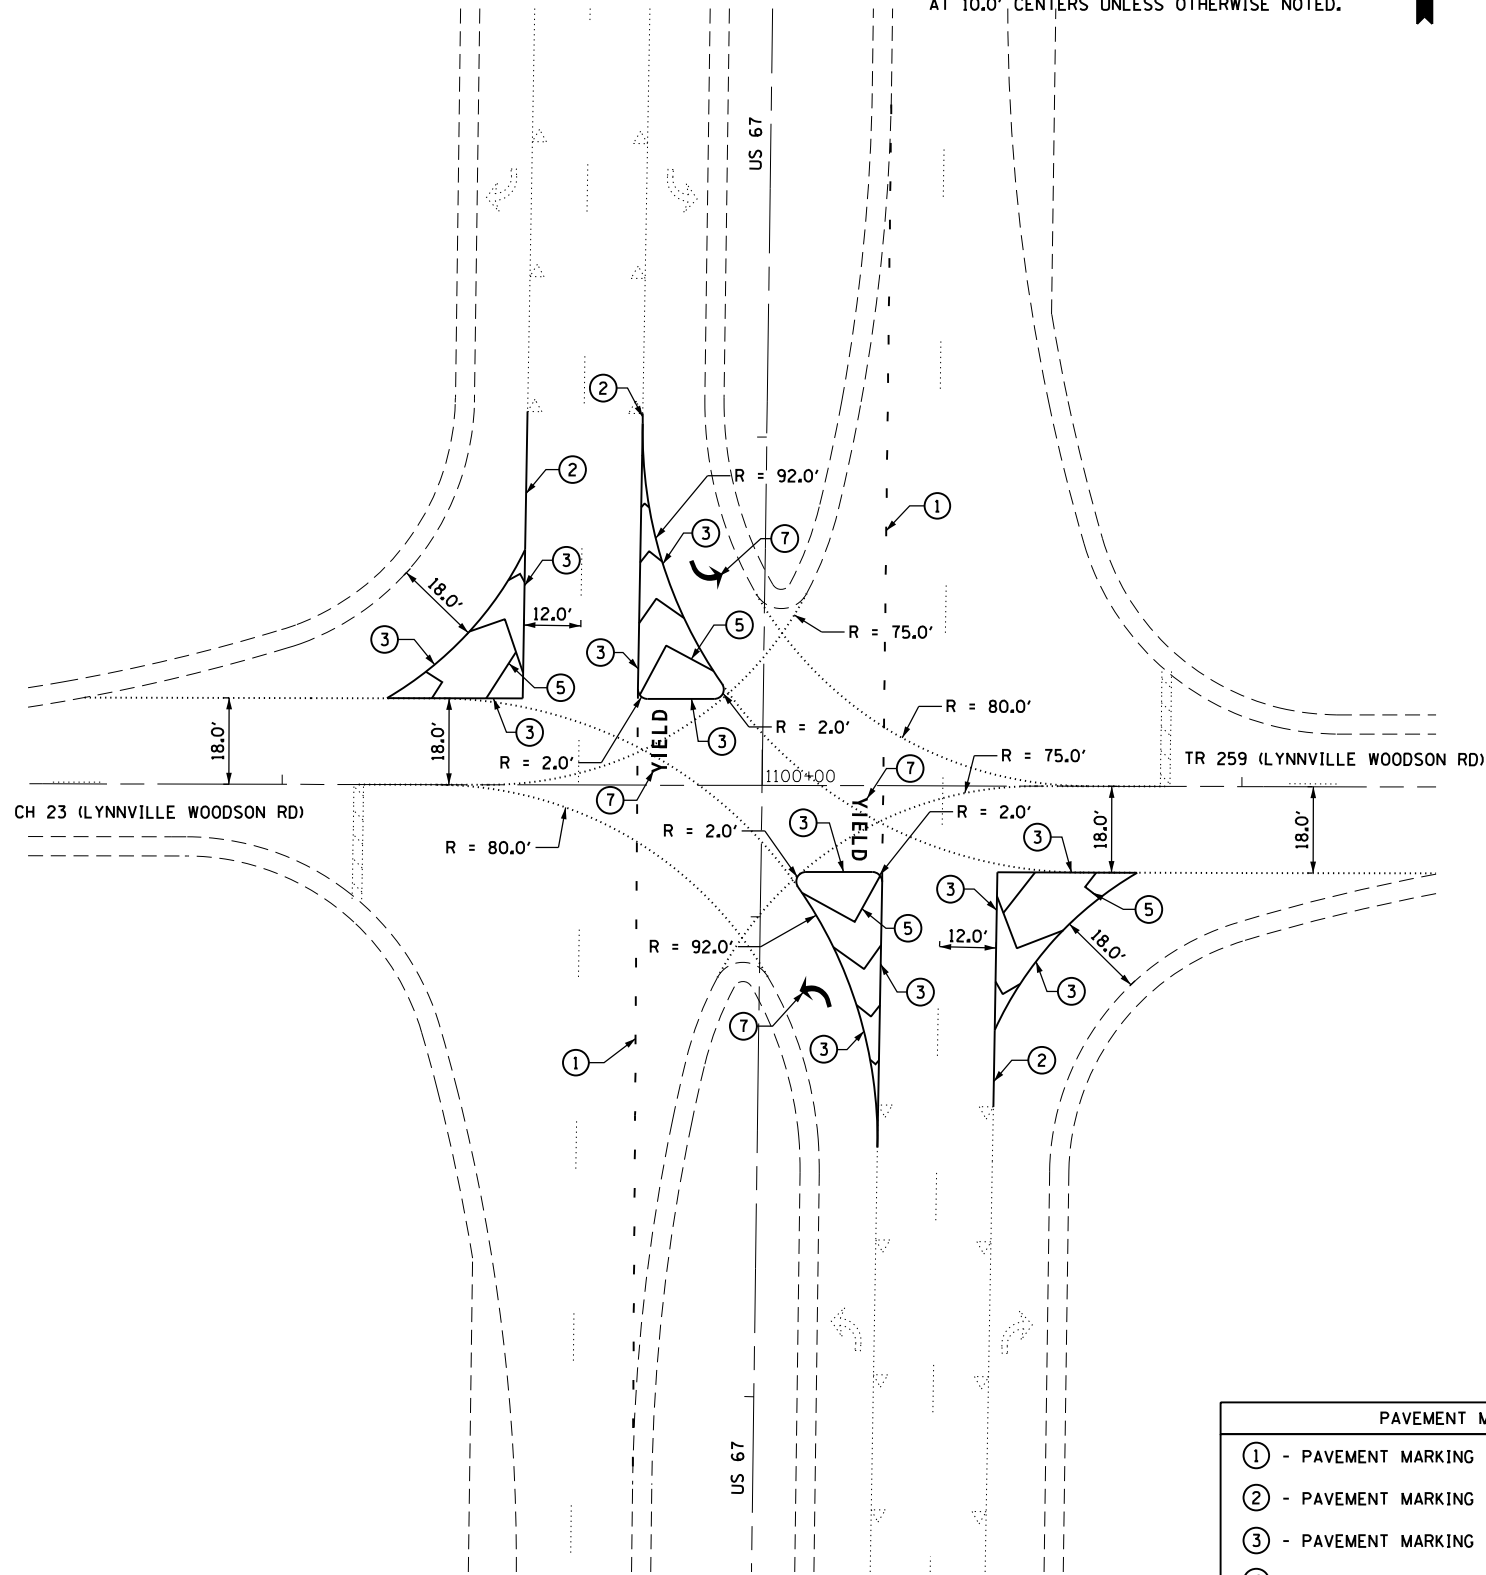 AT 10.0' CENTERS UNLESS OTHERWISE NOTED.
US 67
2
2
R = 92.0'
1
3
7
3
18.0'
12.0'
5
R = 75.0'
3
3
5
R = 80.0'
18.0'
18.0'
3
R = 2.0'
YIELD
3
R = 2.0'
R = 75.0'
TR 259 (LYNNVILLE WOODSON RD)
1100+00
7
7
CH 23 (LYNNVILLE WOODSON RD)
R = 80.0'
R = 2.0'
3
YIELD
R = 2.0'
3
18.0'
18.0'
3
5
5
R = 92.0'
12.0'
18.0'
3
3
7
3
1
2
US 67
PAVEMENT M
1 - PAVEMENT MARKING
2 - PAVEMENT MARKING
3 - PAVEMENT MARKING